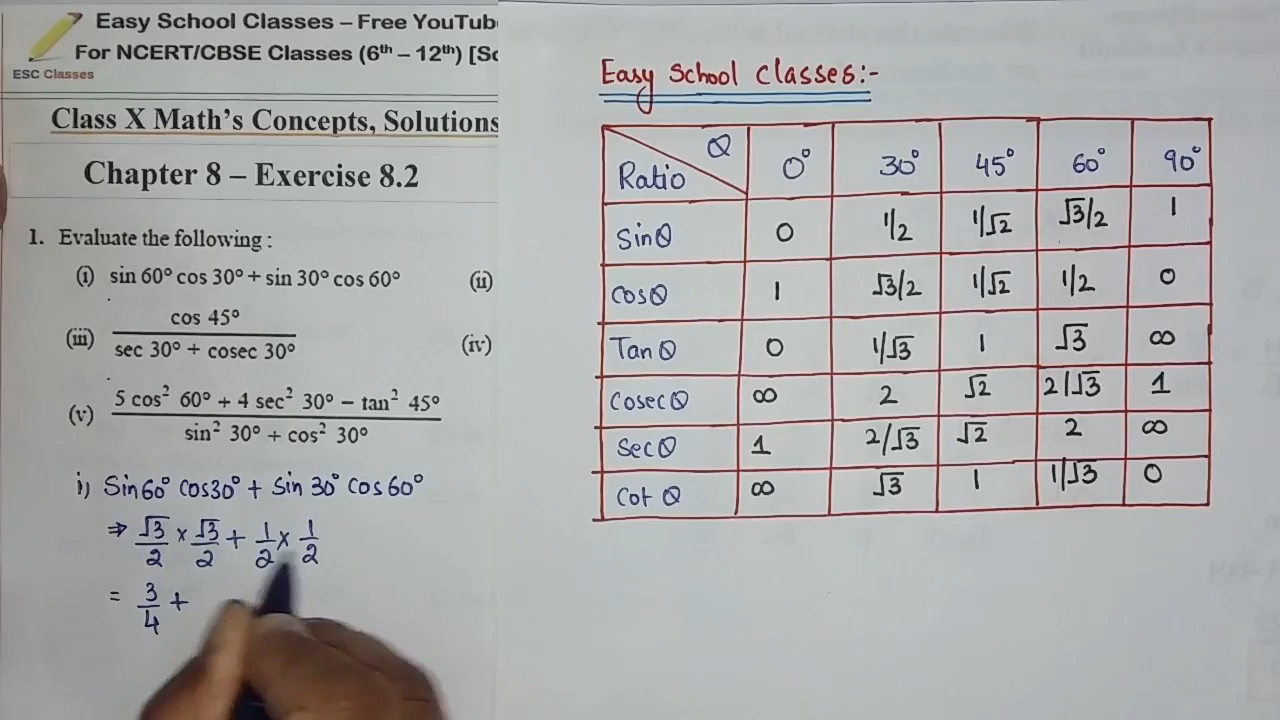 Easy School Classes – Free YouTub
For NCERT/CBSE Classes (6th – 12th) [Sc
ESC Classes
Class X Math's Concepts, Solutions
Chapter 8 – Exercise 8.2
1. Evaluate the following :
(i) sin 60° cos 30° + sin 30° cos 60° (ii)
(iii) cos 45° / (sec 30° + cosec 30°) (iv)
(v) (5 cos² 60° + 4 sec² 30° – tan² 45°) / (sin² 30° + cos² 30°)
i) Sin60° cos30° + Sin 30° cos 60°
⇒ √3/2 × √3/2 + 1/2 × 1/2
= 3/4 +
Easy School Classes:-
Ratio θ 0° 30° 45° 60° 90°
Sinθ 0 1/2 1/√2 √3/2 1
cosθ 1 √3/2 1/√2 1/2 0
Tan θ 0 1/√3 1 √3 ∞
Cosecθ ∞ 2 √2 2/√3 1
Secθ 1 2/√3 √2 2 ∞
Cot θ ∞ √3 1 1/√3 0